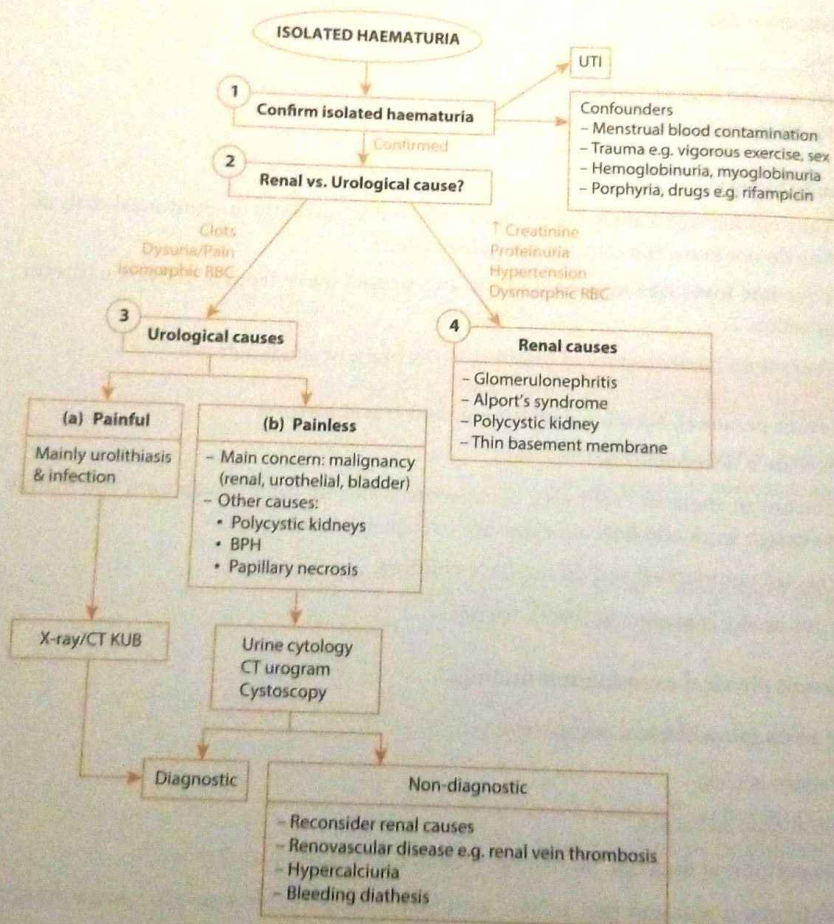 ISOLATED HAEMATURIA
UTI
1
Confirm isolated haematuria
Confounders
– Menstrual blood contamination
– Trauma e.g. vigorous exercise, sex
– Hemoglobinuria, myoglobinuria
– Porphyria, drugs e.g. rifampicin
Confirmed
2
Renal vs. Urological cause?
Clots
Dysuria/Pain
Isomorphic RBC
↑ Creatinine
Proteinuria
Hypertension
Dysmorphic RBC
3
Urological causes
4
Renal causes
– Glomerulonephritis
– Alport's syndrome
– Polycystic kidney
– Thin basement membrane
(a) Painful
Mainly urolithiasis
& infection
(b) Painless
– Main concern: malignancy
(renal, urothelial, bladder)
– Other causes:
• Polycystic kidneys
• BPH
• Papillary necrosis
X-ray/CT KUB
Urine cytology
CT urogram
Cystoscopy
Diagnostic
Non-diagnostic
– Reconsider renal causes
– Renovascular disease e.g. renal vein thrombosis
– Hypercalciuria
– Bleeding diathesis